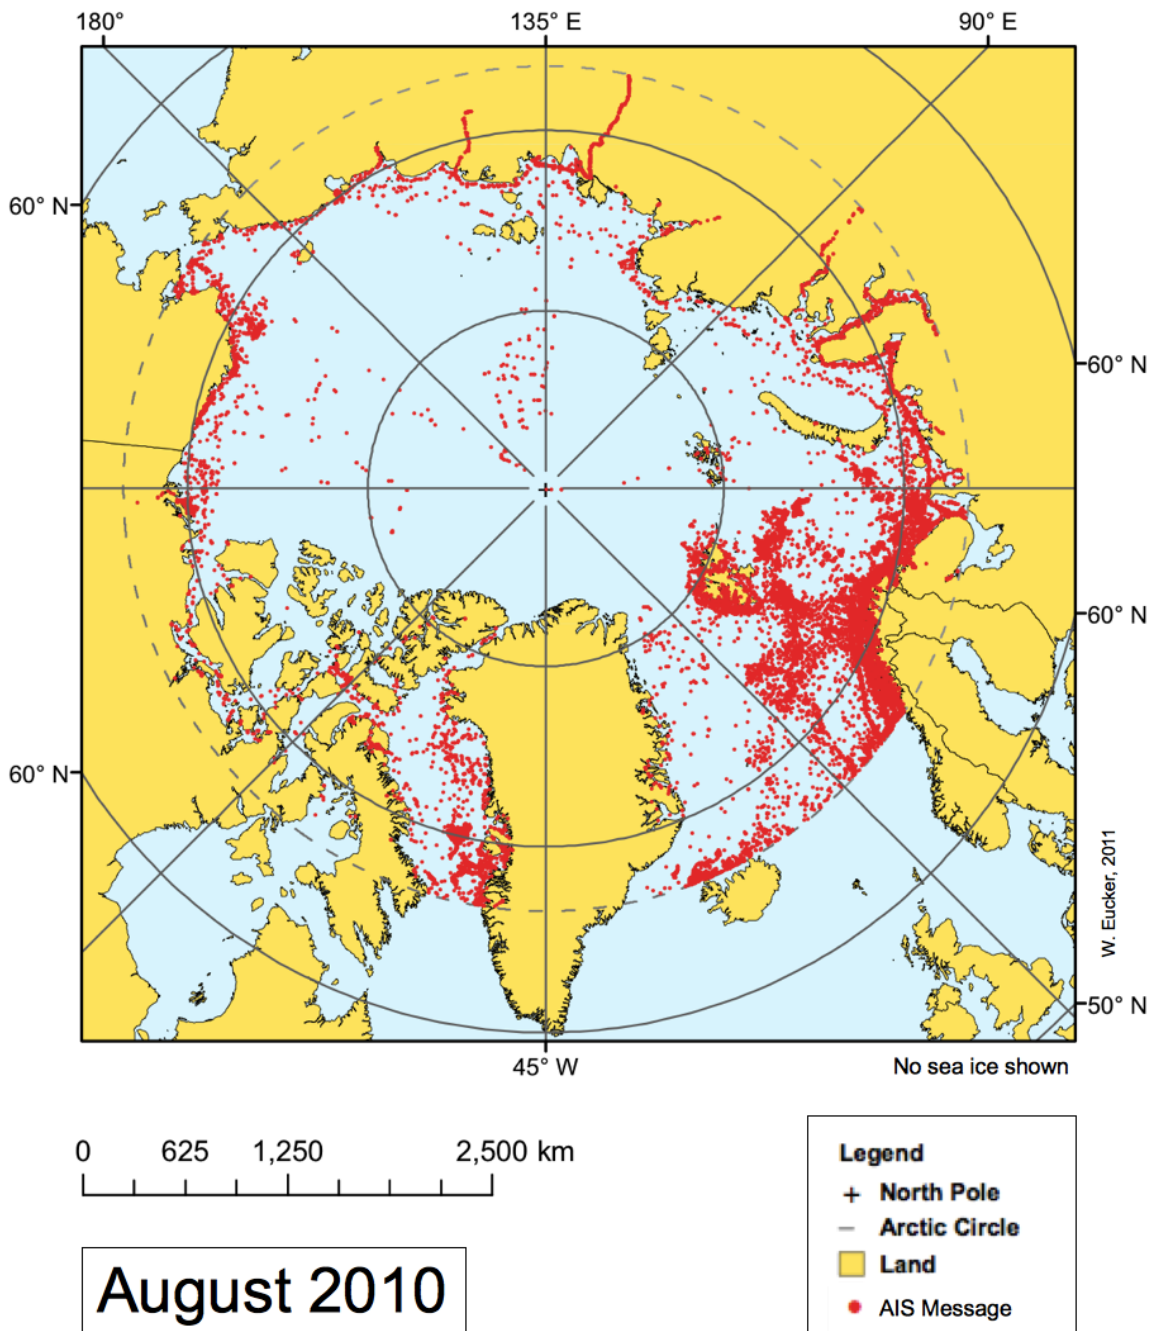 180°
135° E
90° E
60° N
60° N
60° N
60° N
W. Eucker, 2011
50° N
45° W
No sea ice shown
0 625 1,250 2,500 km
Legend
North Pole
Arctic Circle
Land
AIS Message
August 2010